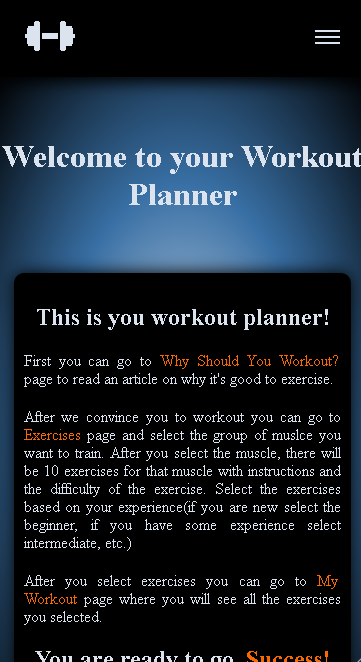 Welcome to your Workout
Planner
This is you workout planner!
First you can go to Why Should You Workout?
page to read an article on why it's good to exercise.
After we convince you to workout you can go to
Exercises page and select the group of muslce you
want to train. After you select the muscle, there will
be 10 exercises for that muscle with instructions and
the difficulty of the exercise. Select the exercises
based on your experience(if you are new select the
beginner, if you have some experience select
intermediate, etc.)
After you select exercises you can go to My
Workout page where you will see all the exercises
you selected.
You are ready to go. Success!